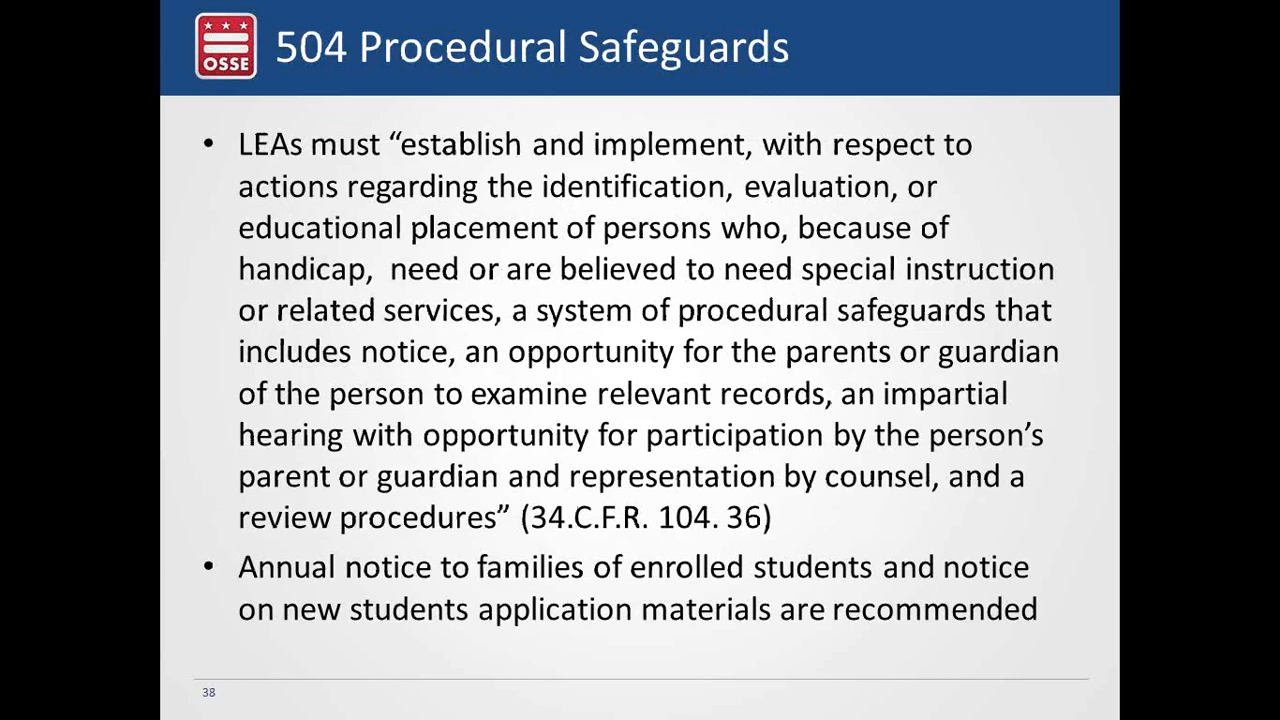 OSSE
504 Procedural Safeguards
• LEAs must “establish and implement, with respect to
actions regarding the identification, evaluation, or
educational placement of persons who, because of
handicap,  need or are believed to need special instruction
or related services, a system of procedural safeguards that
includes notice, an opportunity for the parents or guardian
of the person to examine relevant records, an impartial
hearing with opportunity for participation by the person’s
parent or guardian and representation by counsel, and a
review procedures” (34.C.F.R. 104. 36)
• Annual notice to families of enrolled students and notice
on new students application materials are recommended
38